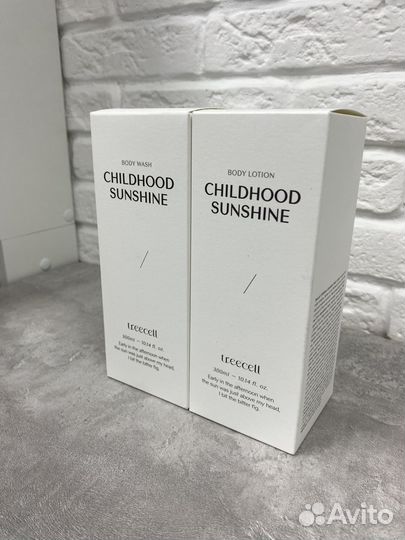 BODY WASH
CHILDHOOD
SUNSHINE
/
treecell
300ml – 10.14 fl. oz.
Early in the afternoon when
the sun was just above my head,
I bit the bitter fig.
BODY LOTION
CHILDHOOD
SUNSHINE
/
treecell
300ml – 10.14 fl. oz.
Early in the afternoon when
the sun was just above my head,
I bit the bitter fig.
Avito